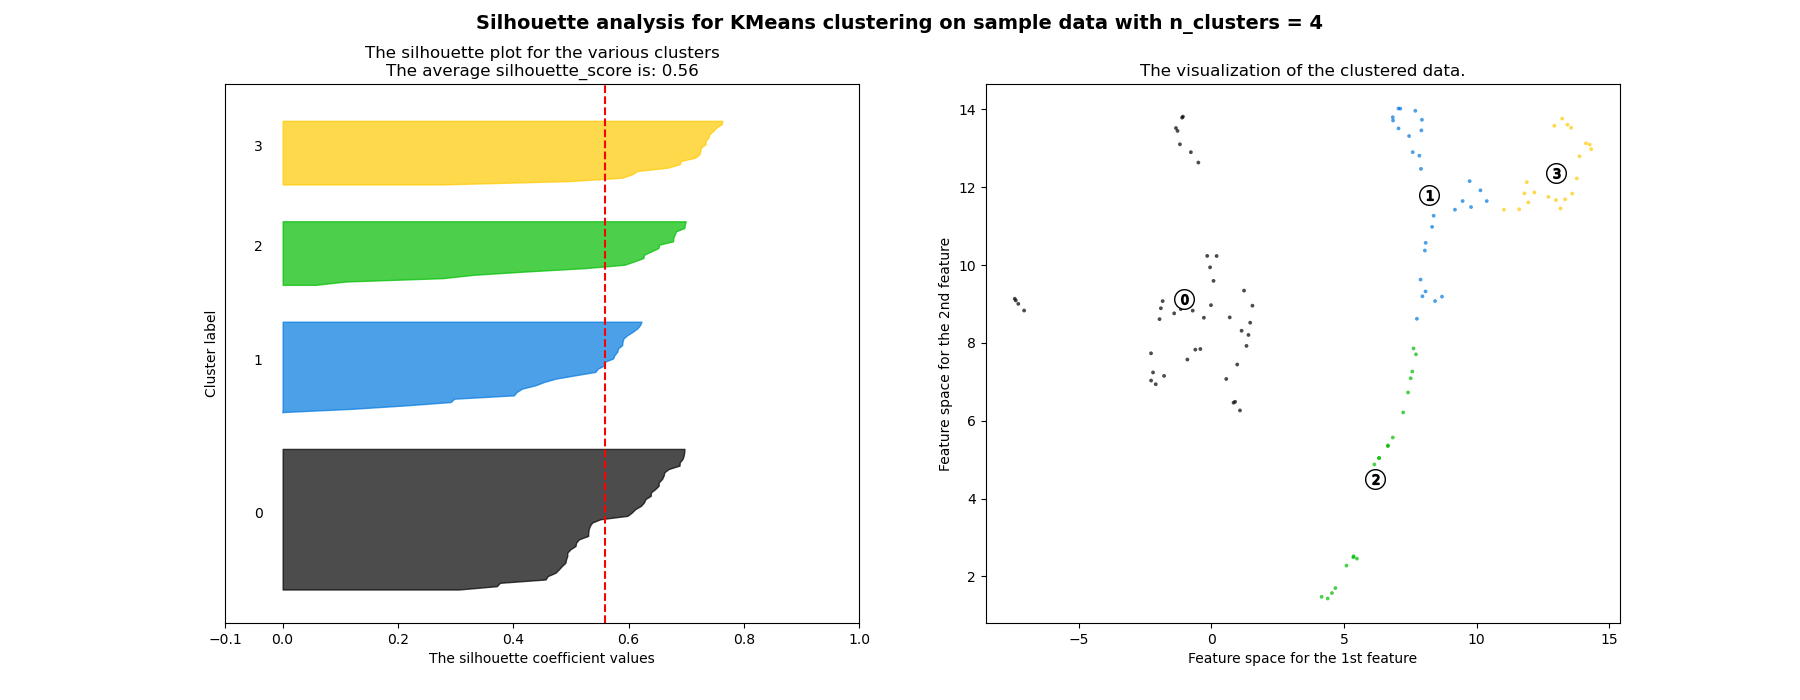 Silhouette analysis for KMeans clustering on sample data with n_clusters = 4
The silhouette plot for the various clusters
The average silhouette_score is: 0.56
3
2
1
0
Cluster label
−0.1 0.0 0.2 0.4 0.6 0.8 1.0
The silhouette coefficient values
The visualization of the clustered data.
14
12
10
8
6
4
2
Feature space for the 2nd feature
1
3
0
2
−5 0 5 10 15
Feature space for the 1st feature